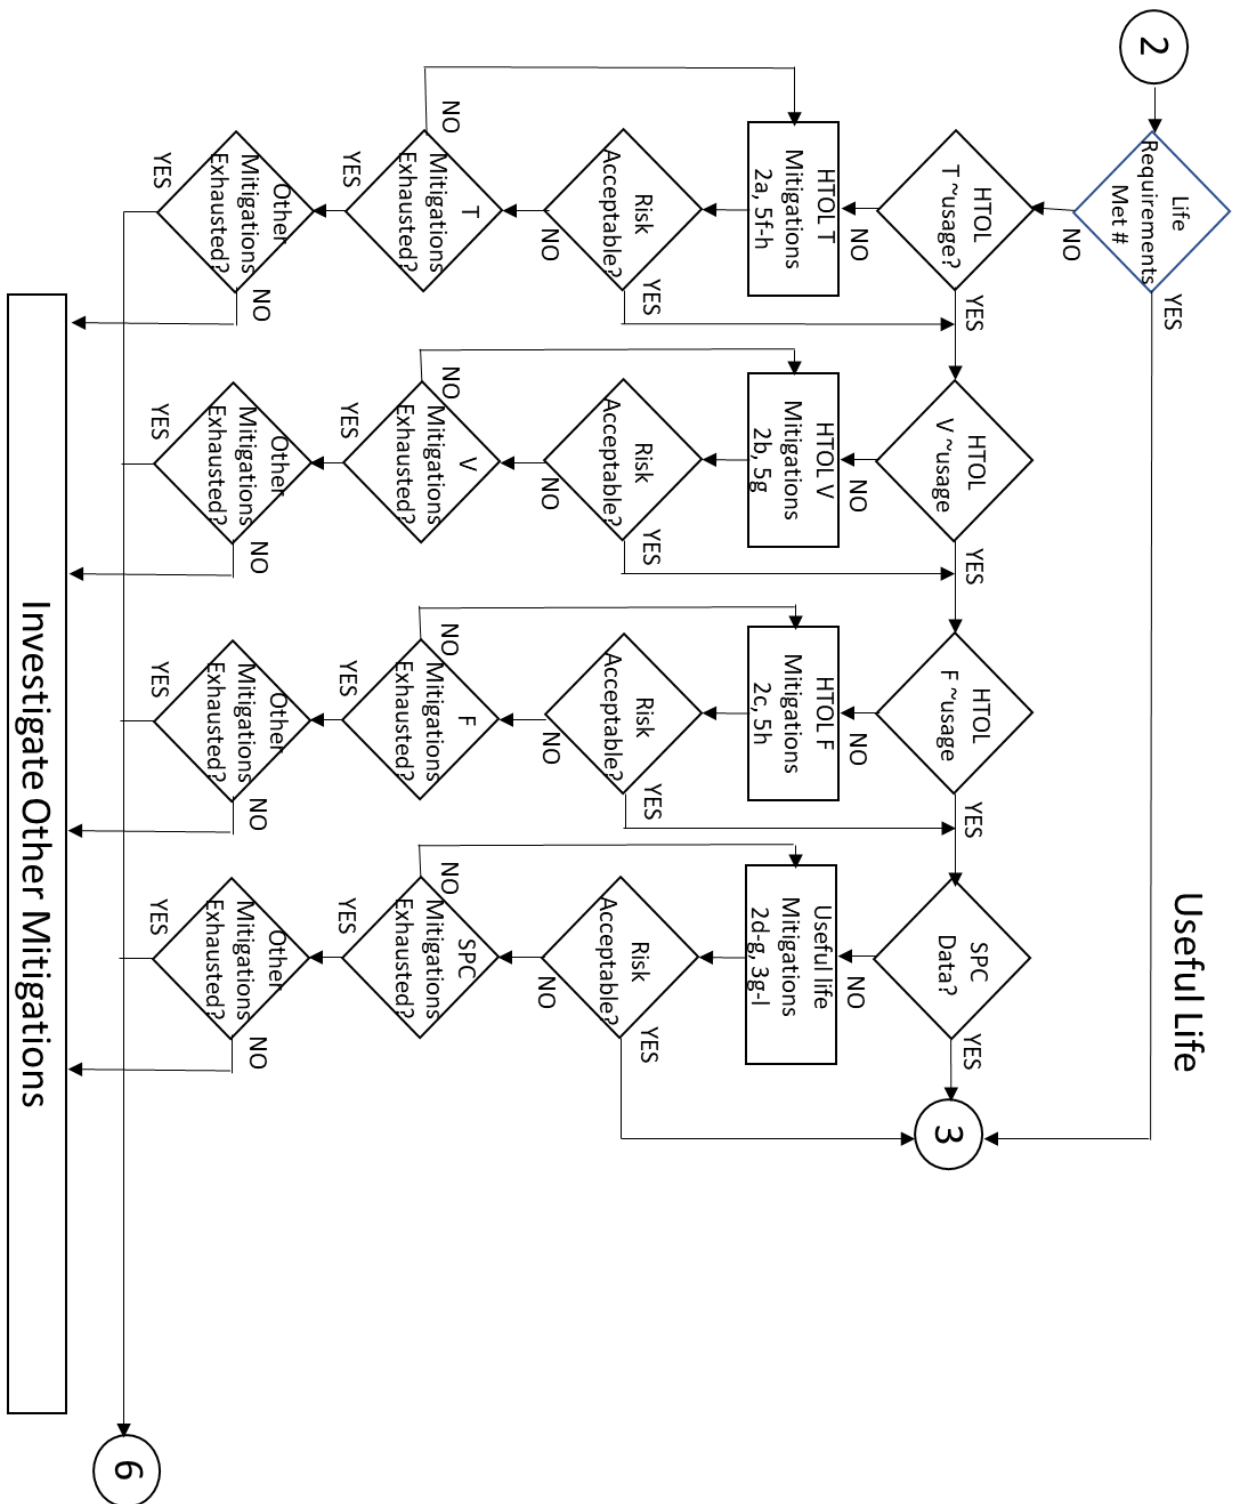 Useful Life
2
Life
Requirements
Met #
YES
NO
HTOL
T ~usage?
YES
NO
HTOL T
Mitigations
2a, 5f-h
Risk
Acceptable?
YES
NO
T
Mitigations
Exhausted?
NO
YES
Other
Mitigations
Exhausted?
NO
YES
HTOL
V ~usage
YES
NO
HTOL V
Mitigations
2b, 5g
Risk
Acceptable?
YES
NO
V
Mitigations
Exhausted?
NO
YES
Other
Mitigations
Exhausted?
NO
YES
HTOL
F ~usage
YES
NO
HTOL F
Mitigations
2c, 5h
Risk
Acceptable?
YES
NO
F
Mitigations
Exhausted?
NO
YES
Other
Mitigations
Exhausted?
NO
YES
SPC
Data?
YES
NO
Useful life
Mitigations
2d-g, 3g-l
Risk
Acceptable?
YES
NO
SPC
Mitigations
Exhausted?
NO
YES
Other
Mitigations
Exhausted?
NO
YES
3
6
Investigate Other Mitigations